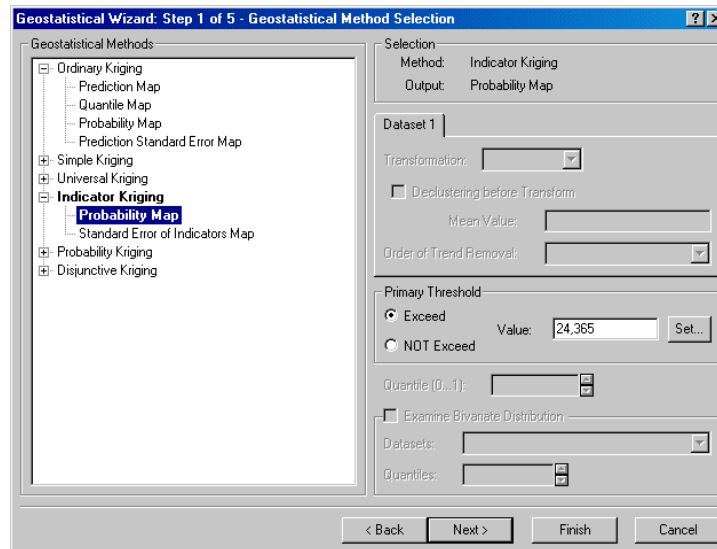 Geostatistical Wizard: Step 1 of 5 - Geostatistical Method Selection
Geostatistical Methods
Ordinary Kriging
Prediction Map
Quantile Map
Probability Map
Prediction Standard Error Map
Simple Kriging
Universal Kriging
Indicator Kriging
Probability Map
Standard Error of Indicators Map
Probability Kriging
Disjunctive Kriging
Selection
Method: Indicator Kriging
Output: Probability Map
Dataset 1
Transformation:
Declustering before Transform
Mean Value:
Order of Trend Removal:
Primary Threshold
Exceed
NOT Exceed
Value: 24,365 Set...
Quantile (0...1):
Examine Bivariate Distribution
Datasets:
Quantiles:
< Back Next > Finish Cancel